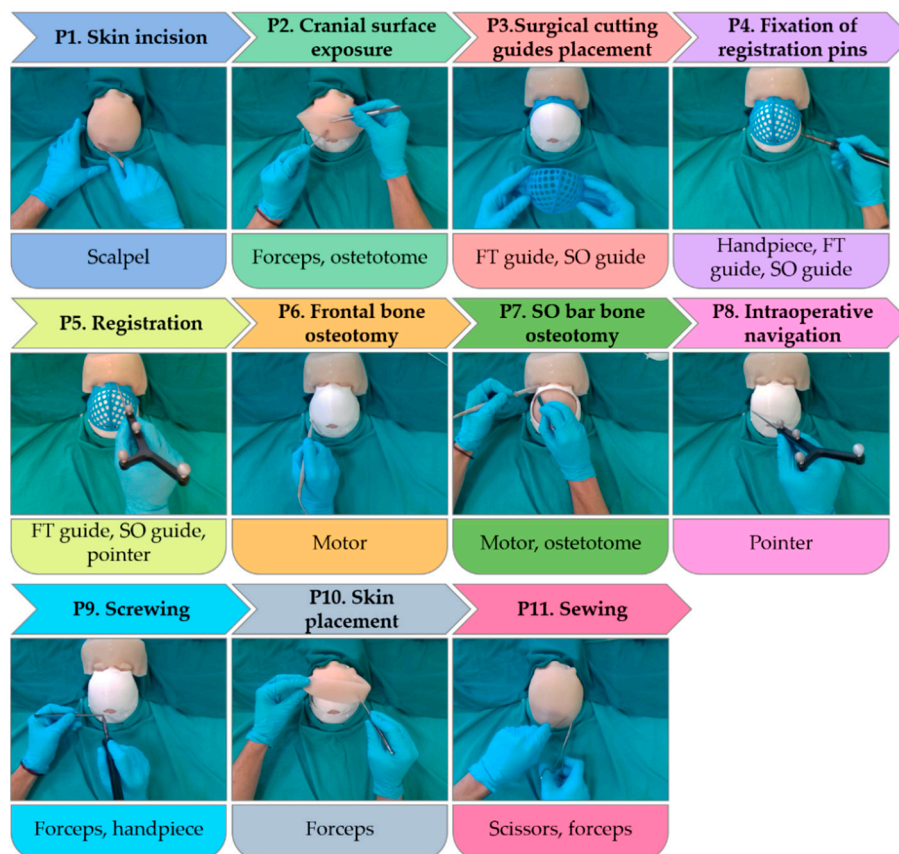 P1. Skin incision
P2. Cranial surface
exposure
P3.Surgical cutting
guides placement
P4. Fixation of
registration pins
Scalpel
Forceps, ostetotome
FT guide, SO guide
Handpiece, FT
guide, SO guide
P5. Registration
P6. Frontal bone
osteotomy
P7. SO bar bone
osteotomy
P8. Intraoperative
navigation
FT guide, SO guide,
pointer
Motor
Motor, ostetotome
Pointer
P9. Screwing
P10. Skin
placement
P11. Sewing
Forceps, handpiece
Forceps
Scissors, forceps